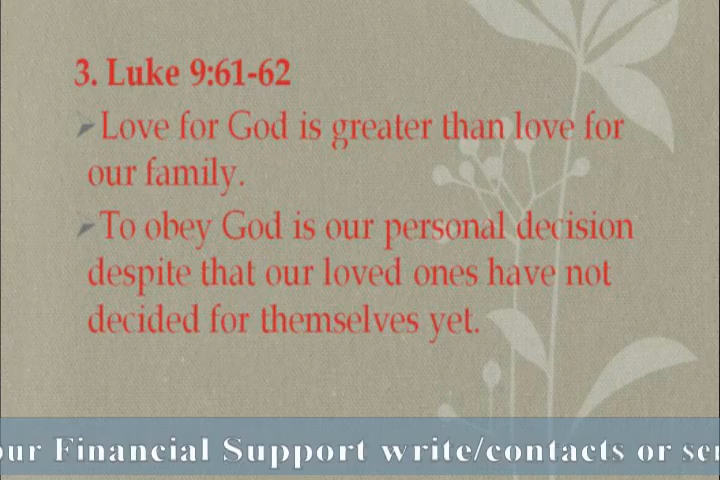 3. Luke 9:61-62
➢Love for God is greater than love for
our family.
➢To obey God is our personal decision
despite that our loved ones have not
decided for themselves yet.
Financial Support write/contacts or